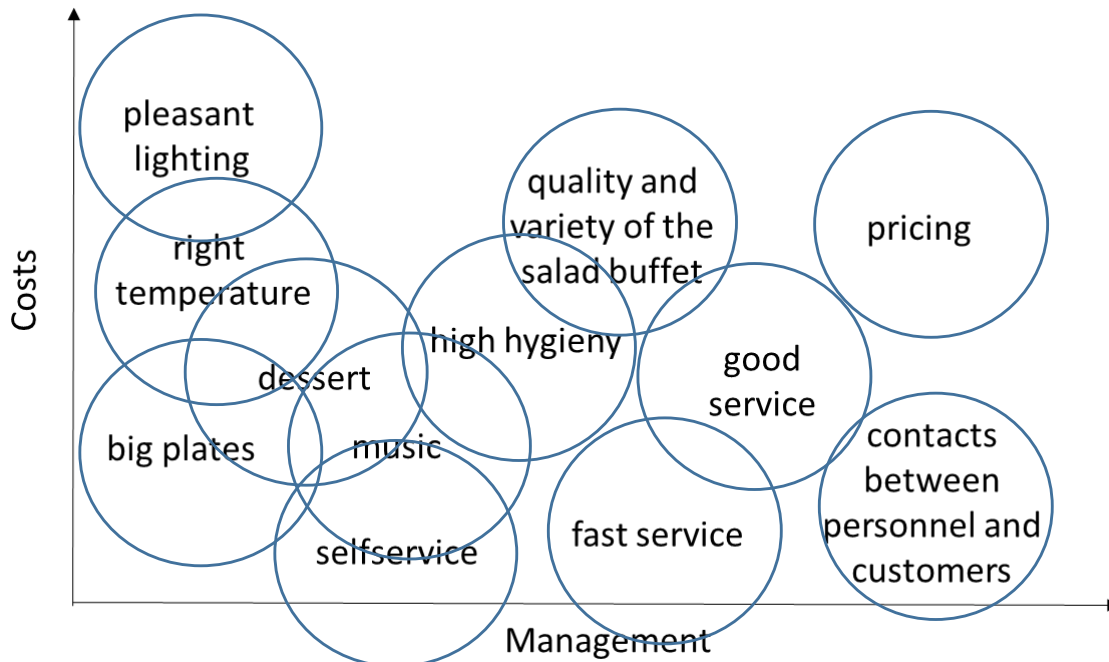 pleasant
lighting
quality and
variety of the
salad buffet
pricing
right
temperature
Costs
high hygieny
dessert
good
service
big plates
music
contacts
between
personnel and
customers
selfservice
fast service
Management